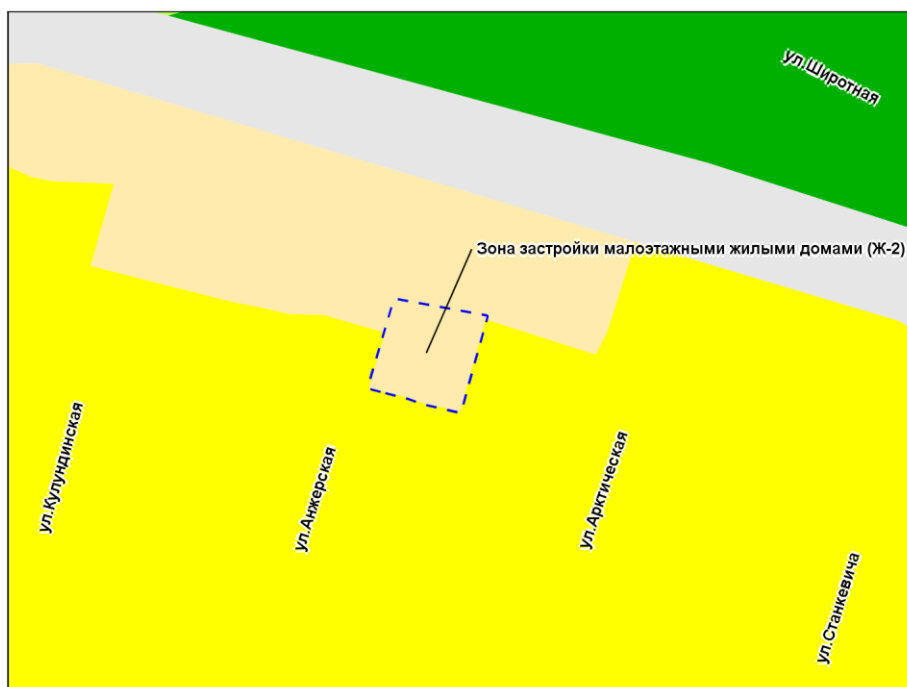 ул.Широтная
Зона застройки малоэтажными жилыми домами (Ж-2)
ул.Кулундинская
ул.Анжерская
ул.Арктическая
ул.Станкевича